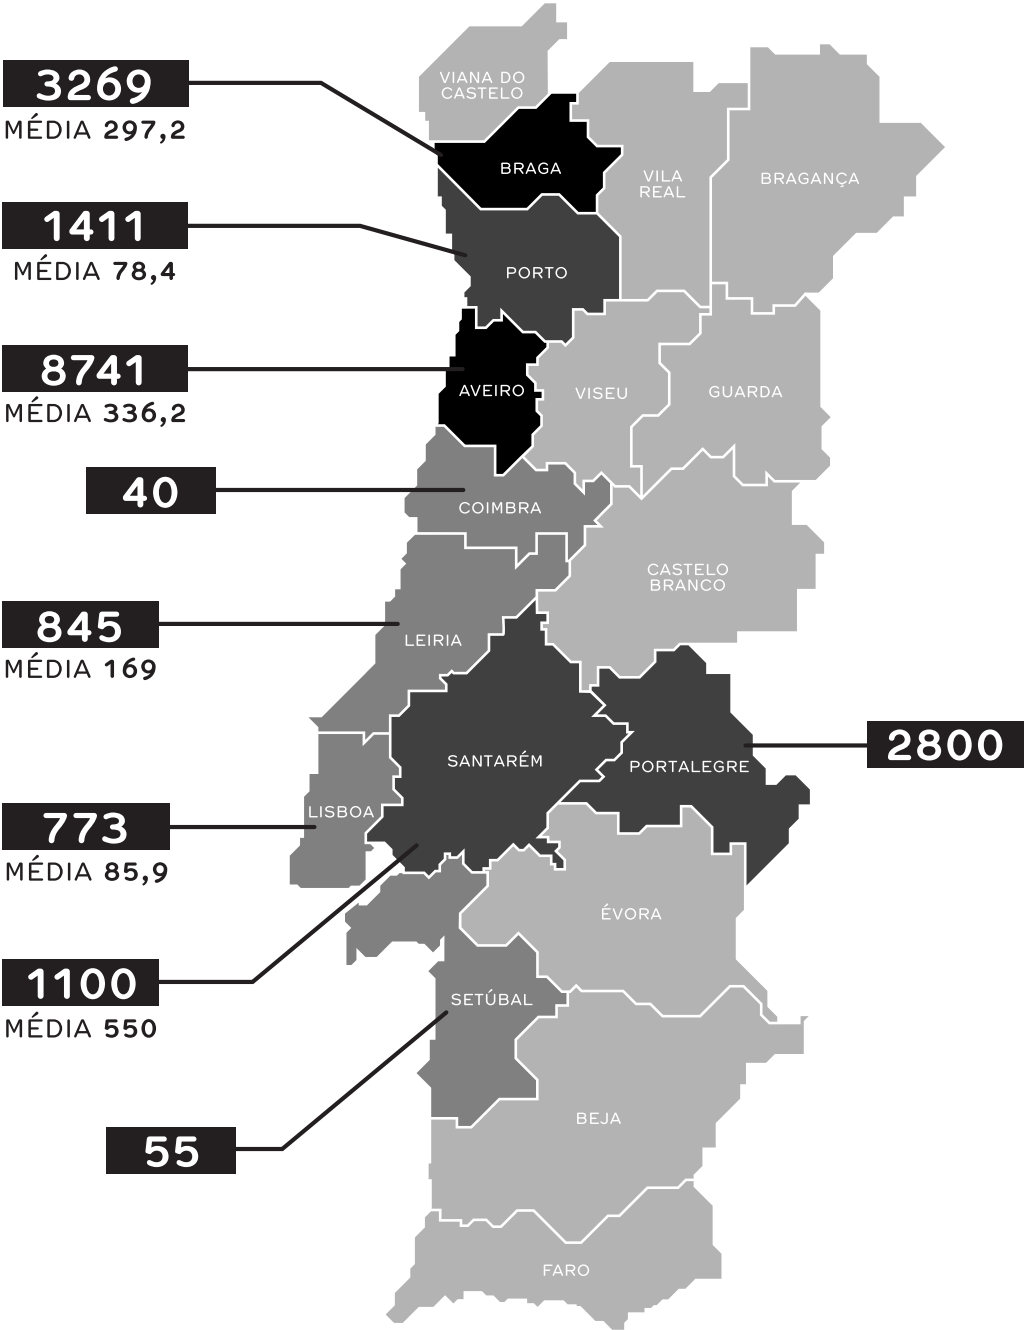 VIANA DO
CASTELO
3269
MÉDIA 297,2
BRAGA
VILA
REAL
BRAGANÇA
1411
MÉDIA 78,4
PORTO
8741
MÉDIA 336,2
AVEIRO
VISEU
GUARDA
40
COIMBRA
CASTELO
BRANCO
845
MÉDIA 169
LEIRIA
2800
SANTARÉM
PORTALEGRE
773
MÉDIA 85,9
LISBOA
ÉVORA
1100
MÉDIA 550
SETÚBAL
55
BEJA
FARO